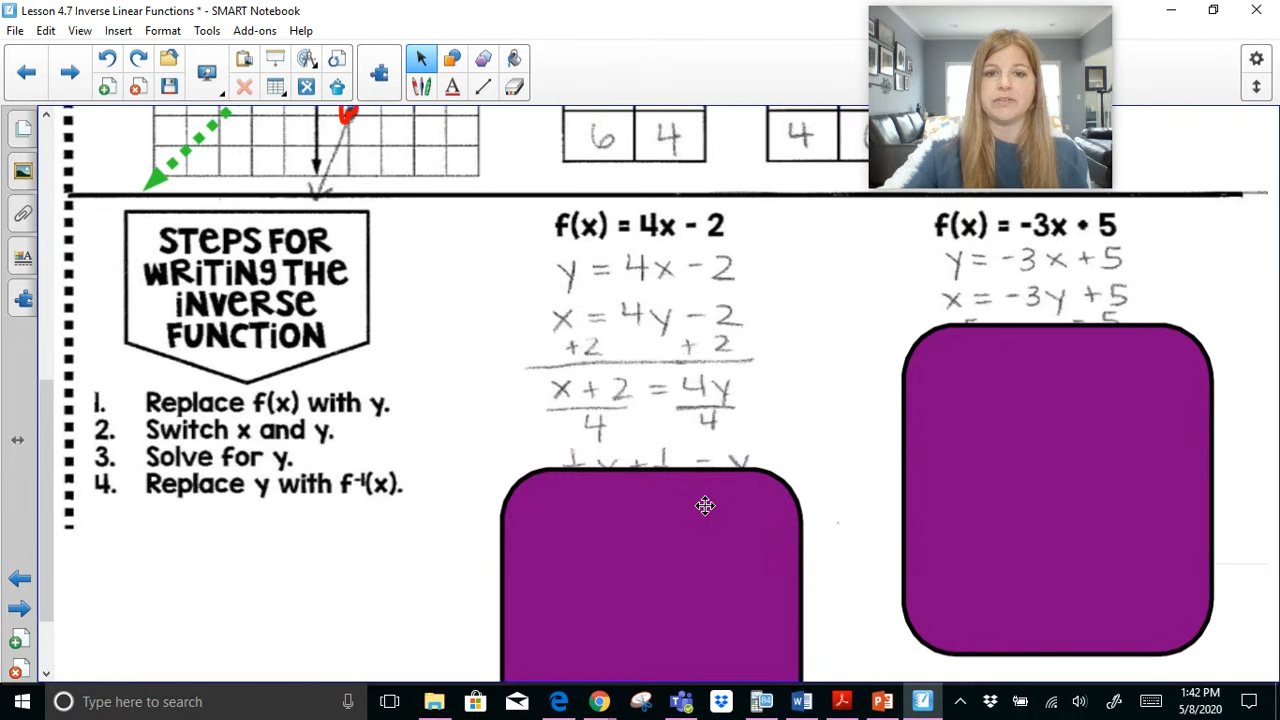 Lesson 4.7 Inverse Linear Functions * - SMART Notebook
File Edit View Insert Format Tools Add-ons Help
6 4
4
STEPS FOR
WRITING THE
INVERSE
FUNCTION
1. Replace f(x) with y.
2. Switch x and y.
3. Solve for y.
4. Replace y with f⁻¹(x).
f(x) = 4x - 2
y = 4x - 2
x = 4y - 2
+2 + 2
x + 2 = 4y
4 4
f(x) = -3x + 5
y = -3x + 5
x = -3y + 5
Type here to search
1:42 PM
5/8/2020